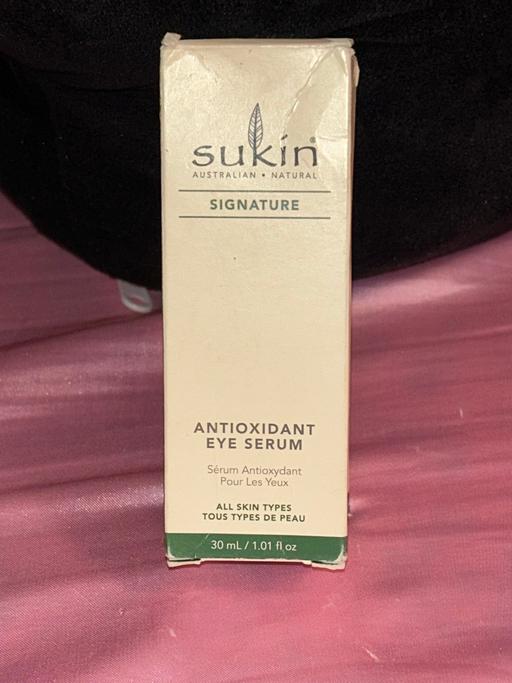 sukin®
AUSTRALIAN • NATURAL
SIGNATURE
ANTIOXIDANT
EYE SERUM
Sérum Antioxydant
Pour Les Yeux
ALL SKIN TYPES
TOUS TYPES DE PEAU
30 mL / 1.01 fl oz